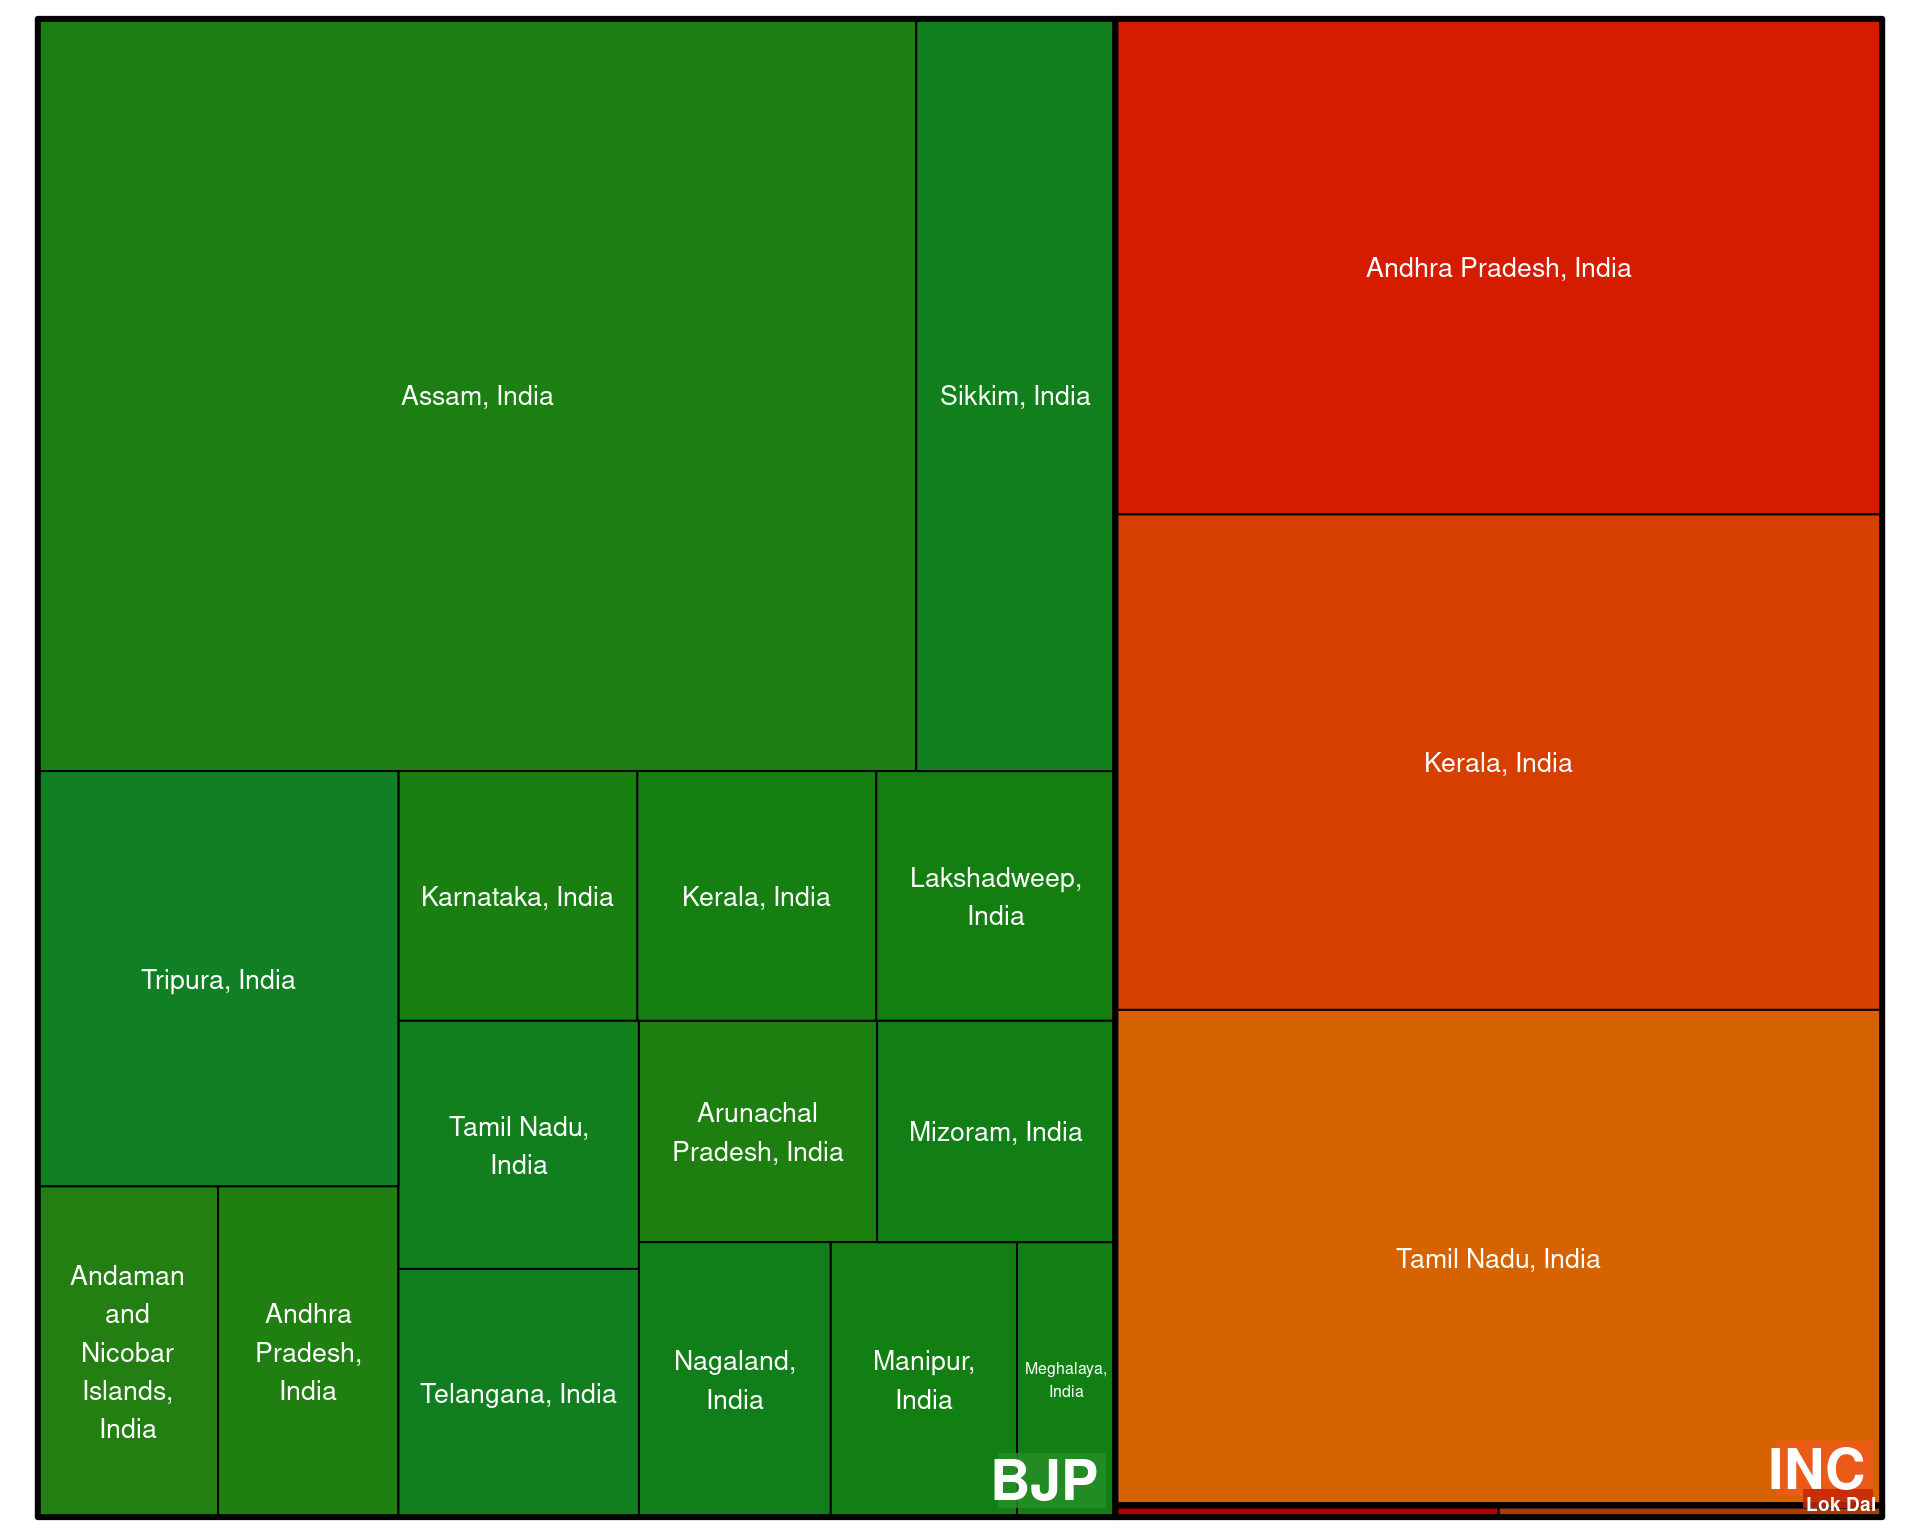 Assam, India
Sikkim, India
Andhra Pradesh, India
Kerala, India
Tamil Nadu, India
Tripura, India
Karnataka, India
Kerala, India
Lakshadweep,
India
Tamil Nadu,
India
Arunachal
Pradesh, India
Mizoram, India
Andaman
and
Nicobar
Islands,
India
Andhra
Pradesh,
India
Telangana, India
Nagaland,
India
Manipur,
India
Meghalaya,
India
BJP
INC
Lok Dal